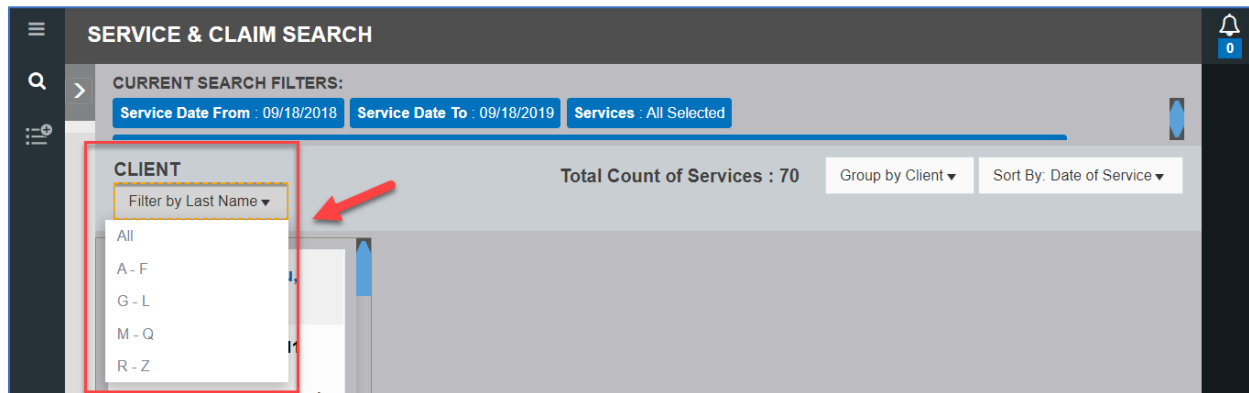 SERVICE & CLAIM SEARCH
0
CURRENT SEARCH FILTERS:
Service Date From : 09/18/2018 Service Date To : 09/18/2019 Services : All Selected
CLIENT
Total Count of Services : 70 Group by Client ▾ Sort By: Date of Service ▾
Filter by Last Name ▾
All
A - F
G - L
M - Q
R - Z